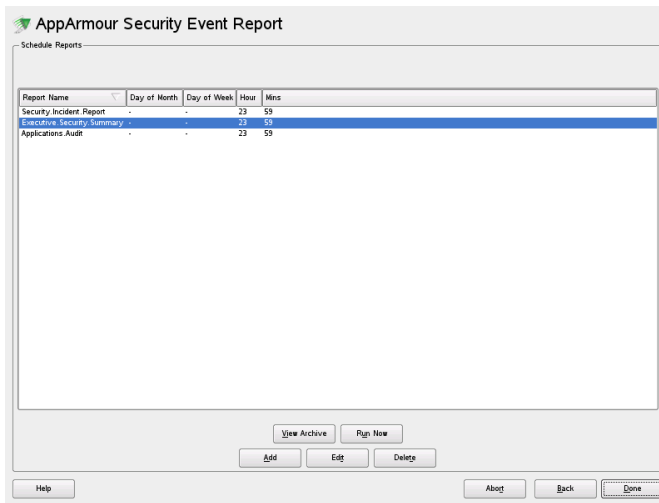 AppArmour Security Event Report
Schedule Reports
Report Name Day of Month Day of Week Hour Mins
Security.Incident.Report - - 23 59
Executive.Security.Summary - - 23 59
Applications.Audit - - 23 59
View Archive Run Now
Add Edit Delete
Help Abort Back Done